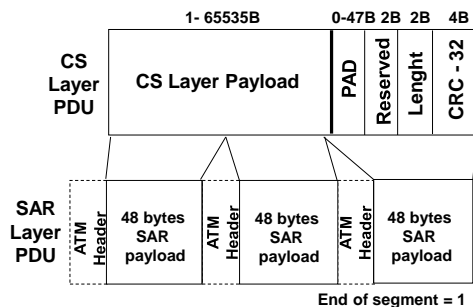 1- 65535B 0-47B 2B 2B 4B
CS
Layer
PDU
CS Layer Payload
PAD
Reserved
Lenght
CRC - 32
SAR
Layer
PDU
ATM
Header
48 bytes
SAR
payload
ATM
Header
48 bytes
SAR
payload
ATM
Header
48 bytes
SAR
payload
End of segment = 1